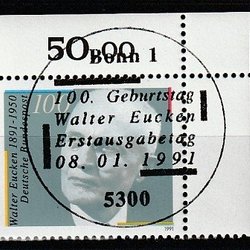 50,00
Bonn 1
100
100. Geburtstag
Walter Eucken
Erstausgabetag
08. 01. 1991
5300
Walter Eucken 1891-1950
Deutsche Bundespost
1991